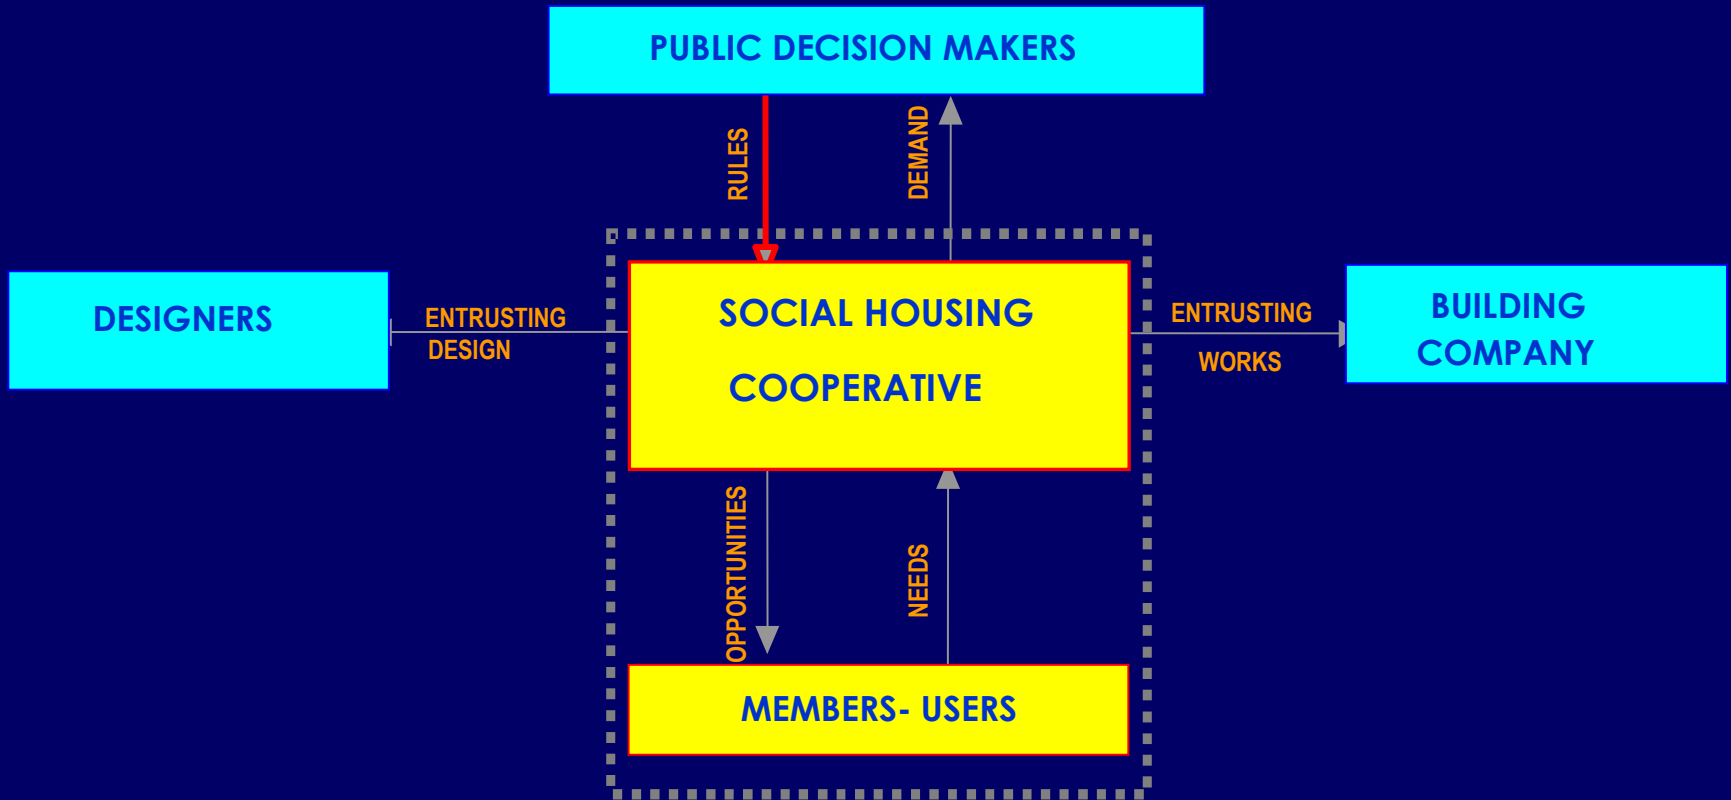 PUBLIC DECISION MAKERS
RULES
DEMAND
DESIGNERS
ENTRUSTING
DESIGN
SOCIAL HOUSING
COOPERATIVE
ENTRUSTING
WORKS
BUILDING
COMPANY
OPPORTUNITIES
NEEDS
MEMBERS- USERS